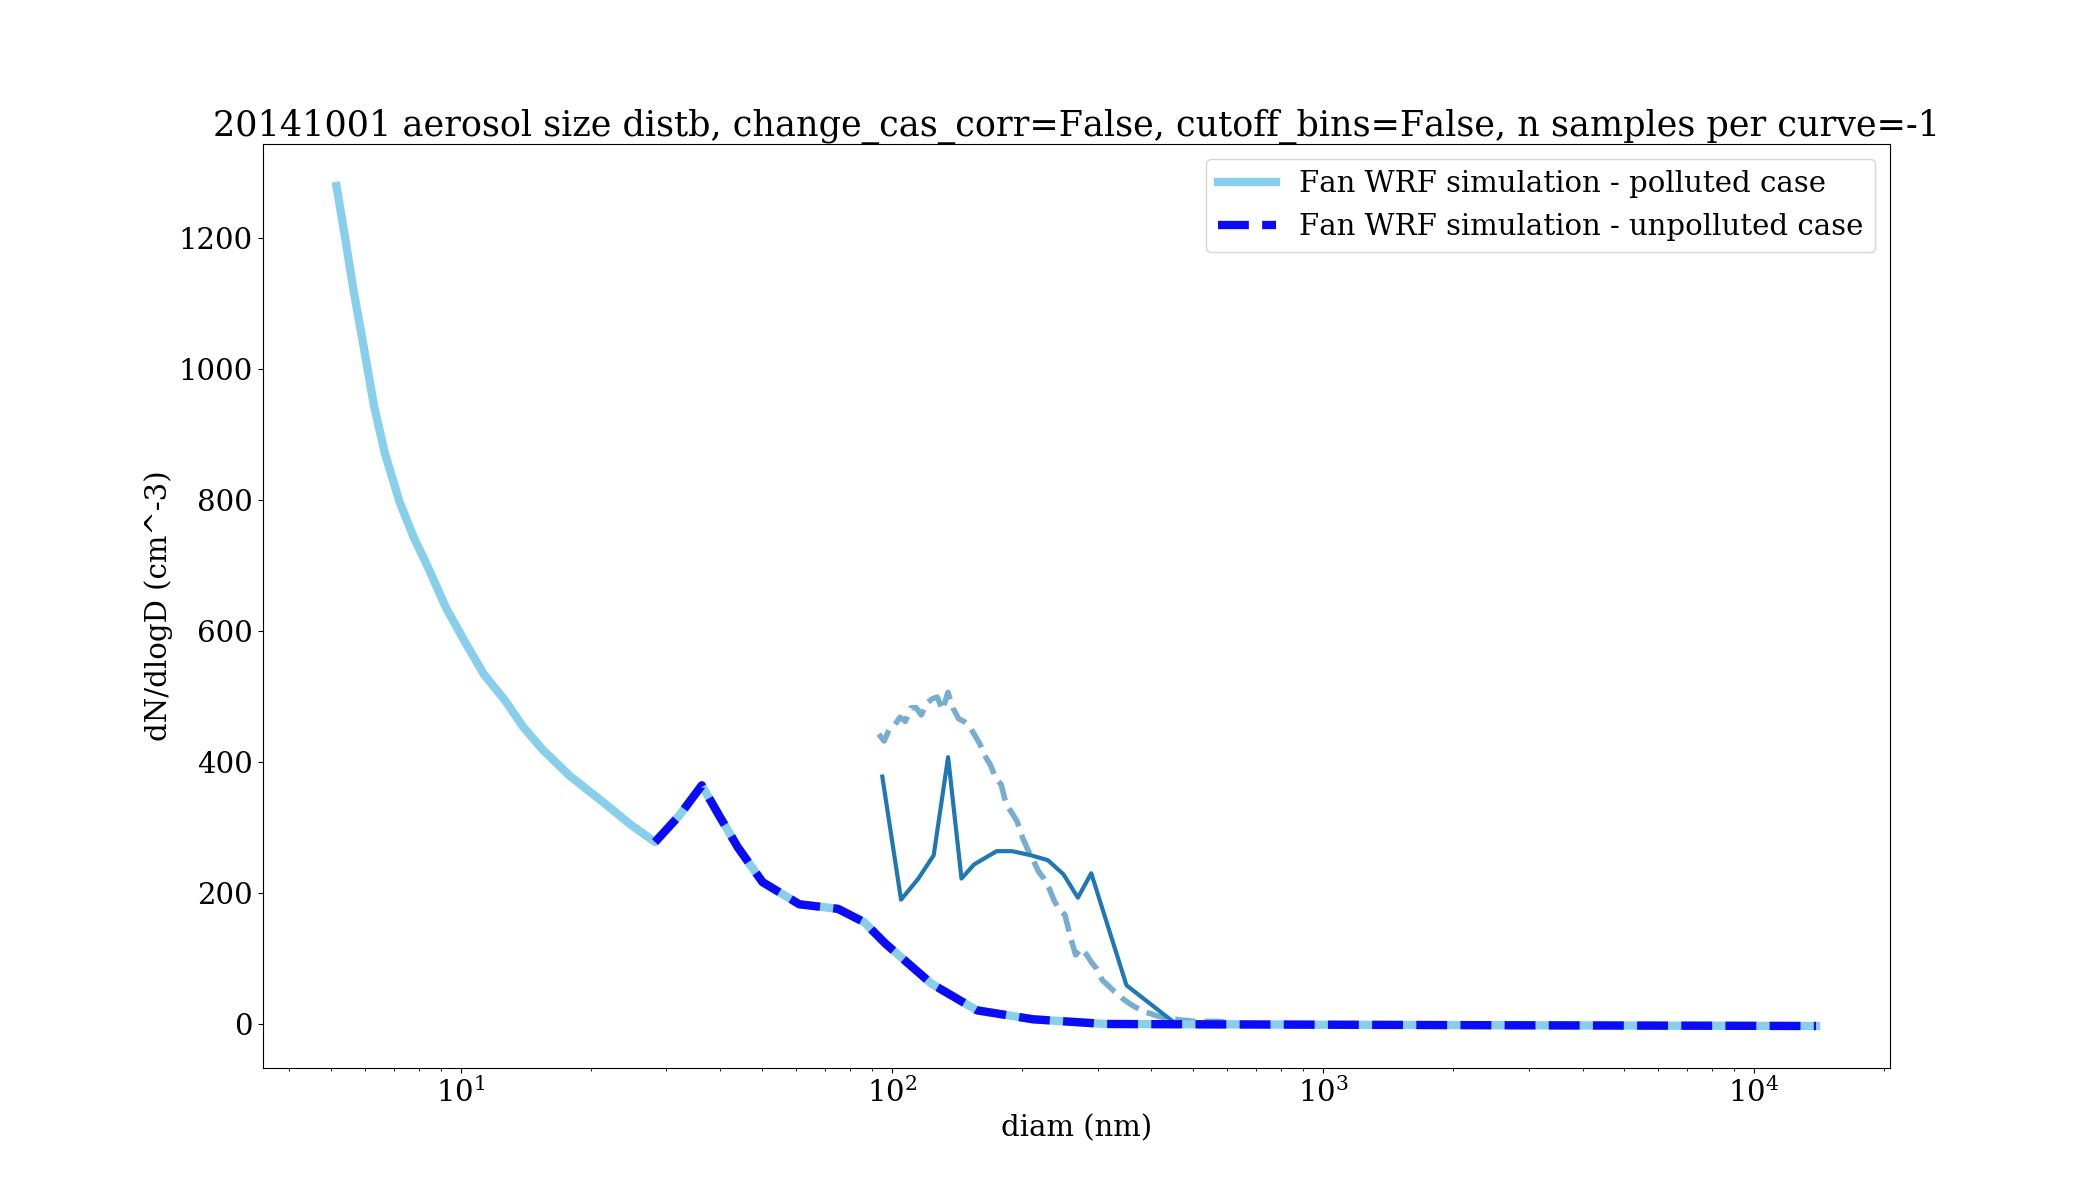 20141001 aerosol size distb, change_cas_corr=False, cutoff_bins=False, n samples per curve=-1
Fan WRF simulation - polluted case
Fan WRF simulation - unpolluted case
1200
1000
800
600
400
200
0
dN/dlogD (cm^-3)
10¹ 10² 10³ 10⁴
diam (nm)